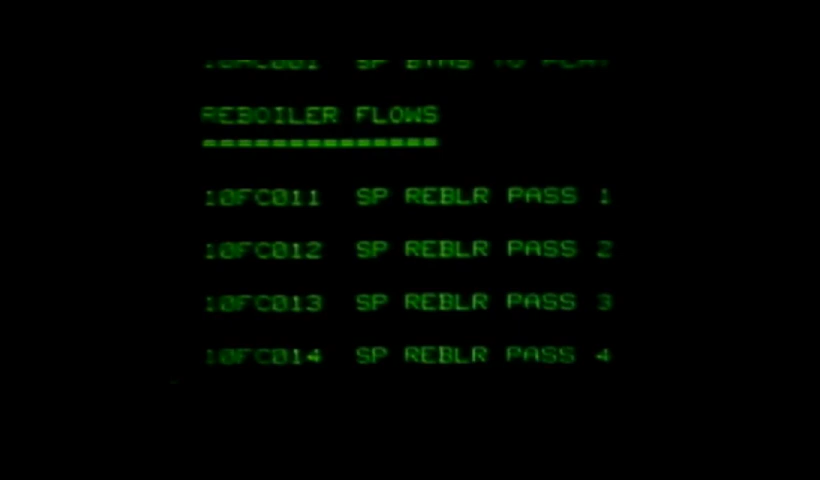 SP
REBOILER FLOWS
===============
10FC011 SP REBLR PASS 1
10FC012 SP REBLR PASS 2
10FC013 SP REBLR PASS 3
10FC014 SP REBLR PASS 4